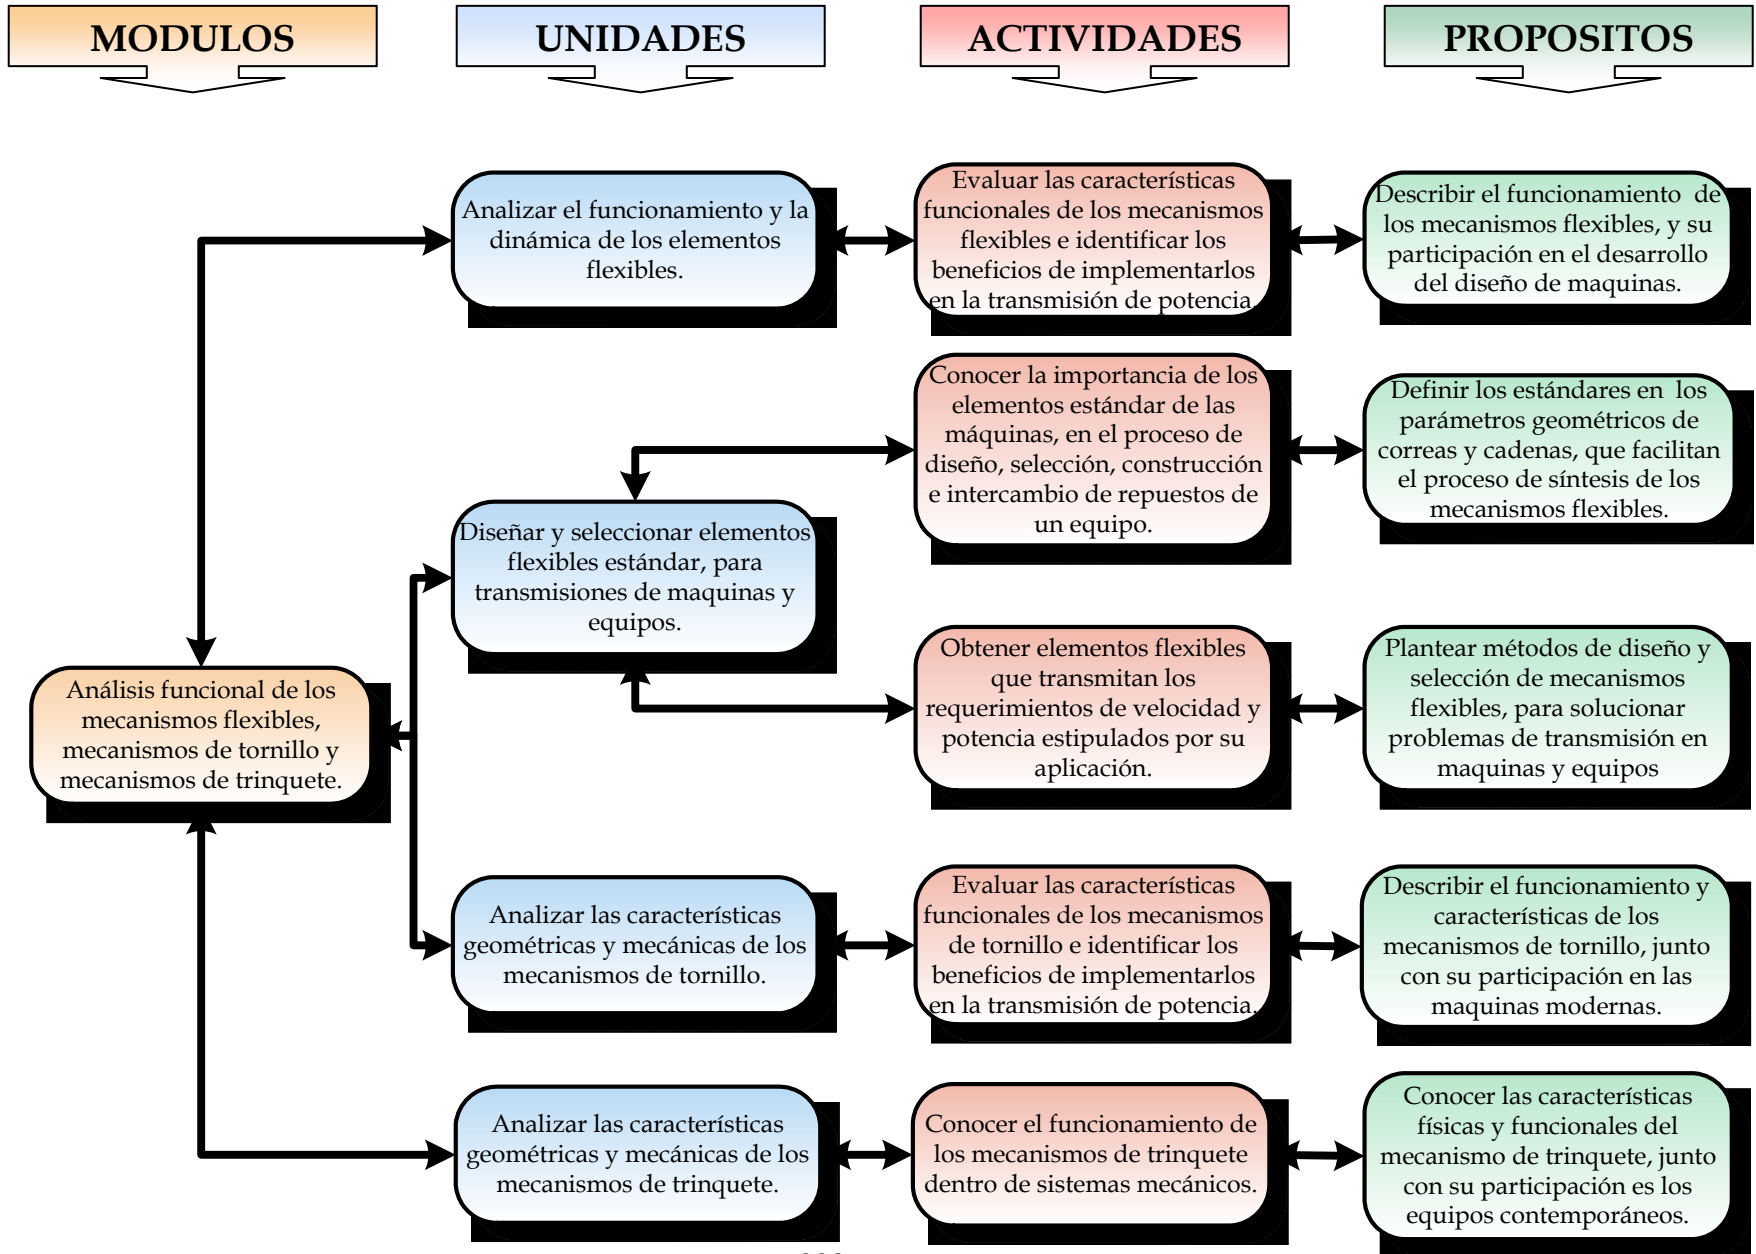 MODULOS
UNIDADES
ACTIVIDADES
PROPOSITOS
Analizar el funcionamiento y la
dinámica de los elementos
flexibles.
Evaluar las características
funcionales de los mecanismos
flexibles e identificar los
beneficios de implementarlos
en la transmisión de potencia.
Describir el funcionamiento  de
los mecanismos flexibles, y su
participación en el desarrollo
del diseño de maquinas.
Conocer la importancia de los
elementos estándar de las
máquinas, en el proceso de
diseño, selección, construcción
e intercambio de repuestos de
un equipo.
Definir los estándares en  los
parámetros geométricos de
correas y cadenas, que facilitan
el proceso de síntesis de los
mecanismos flexibles.
Diseñar y seleccionar elementos
flexibles estándar, para
transmisiones de maquinas y
equipos.
Obtener elementos flexibles
que transmitan los
requerimientos de velocidad y
potencia estipulados por su
aplicación.
Plantear métodos de diseño y
selección de mecanismos
flexibles, para solucionar
problemas de transmisión en
maquinas y equipos
Análisis funcional de los
mecanismos flexibles,
mecanismos de tornillo y
mecanismos de trinquete.
Analizar las características
geométricas y mecánicas de los
mecanismos de tornillo.
Evaluar las características
funcionales de los mecanismos
de tornillo e identificar los
beneficios de implementarlos
en la transmisión de potencia.
Describir el funcionamiento y
características de los
mecanismos de tornillo, junto
con su participación en las
maquinas modernas.
Analizar las características
geométricas y mecánicas de los
mecanismos de trinquete.
Conocer el funcionamiento de
los mecanismos de trinquete
dentro de sistemas mecánicos.
Conocer las características
físicas y funcionales del
mecanismo de trinquete, junto
con su participación es los
equipos contemporáneos.